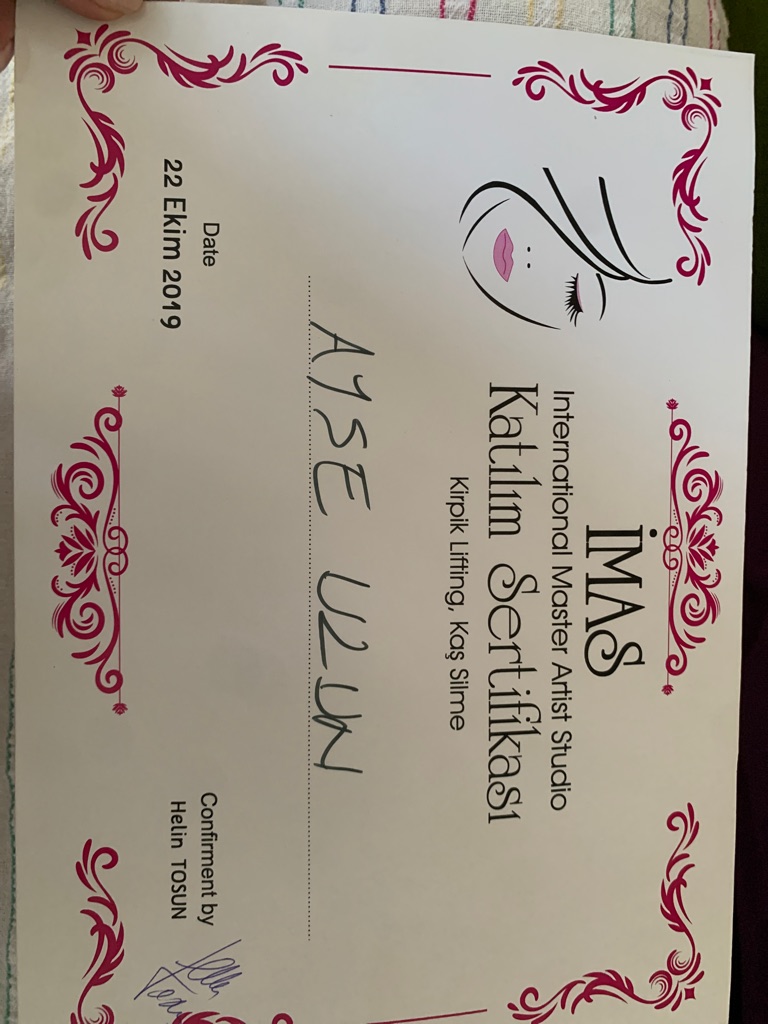 İMAS
International Master Artist Studio
Katılım Sertifikası
Kirpik Lifting, Kaş Silme
AYSE UZUN
Date
22 Ekim 2019
Confirment by
Helin TOSUN